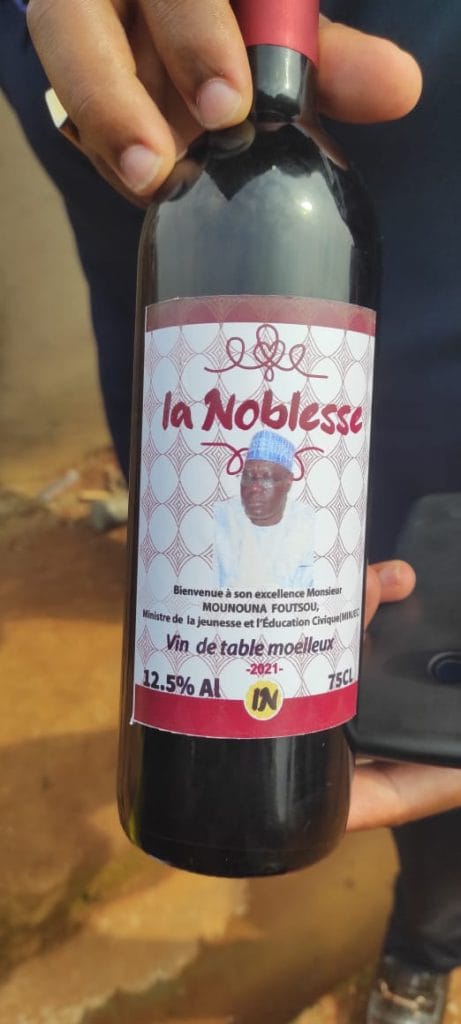 la Noblesse
Bienvenue à son excellence Monsieur
MOUNOUNA FOUTSOU,
Ministre de la jeunesse et l'Éducation Civique(MINJEC
Vin de table moelleux
-2021-
12.5% Al
75CL
IN